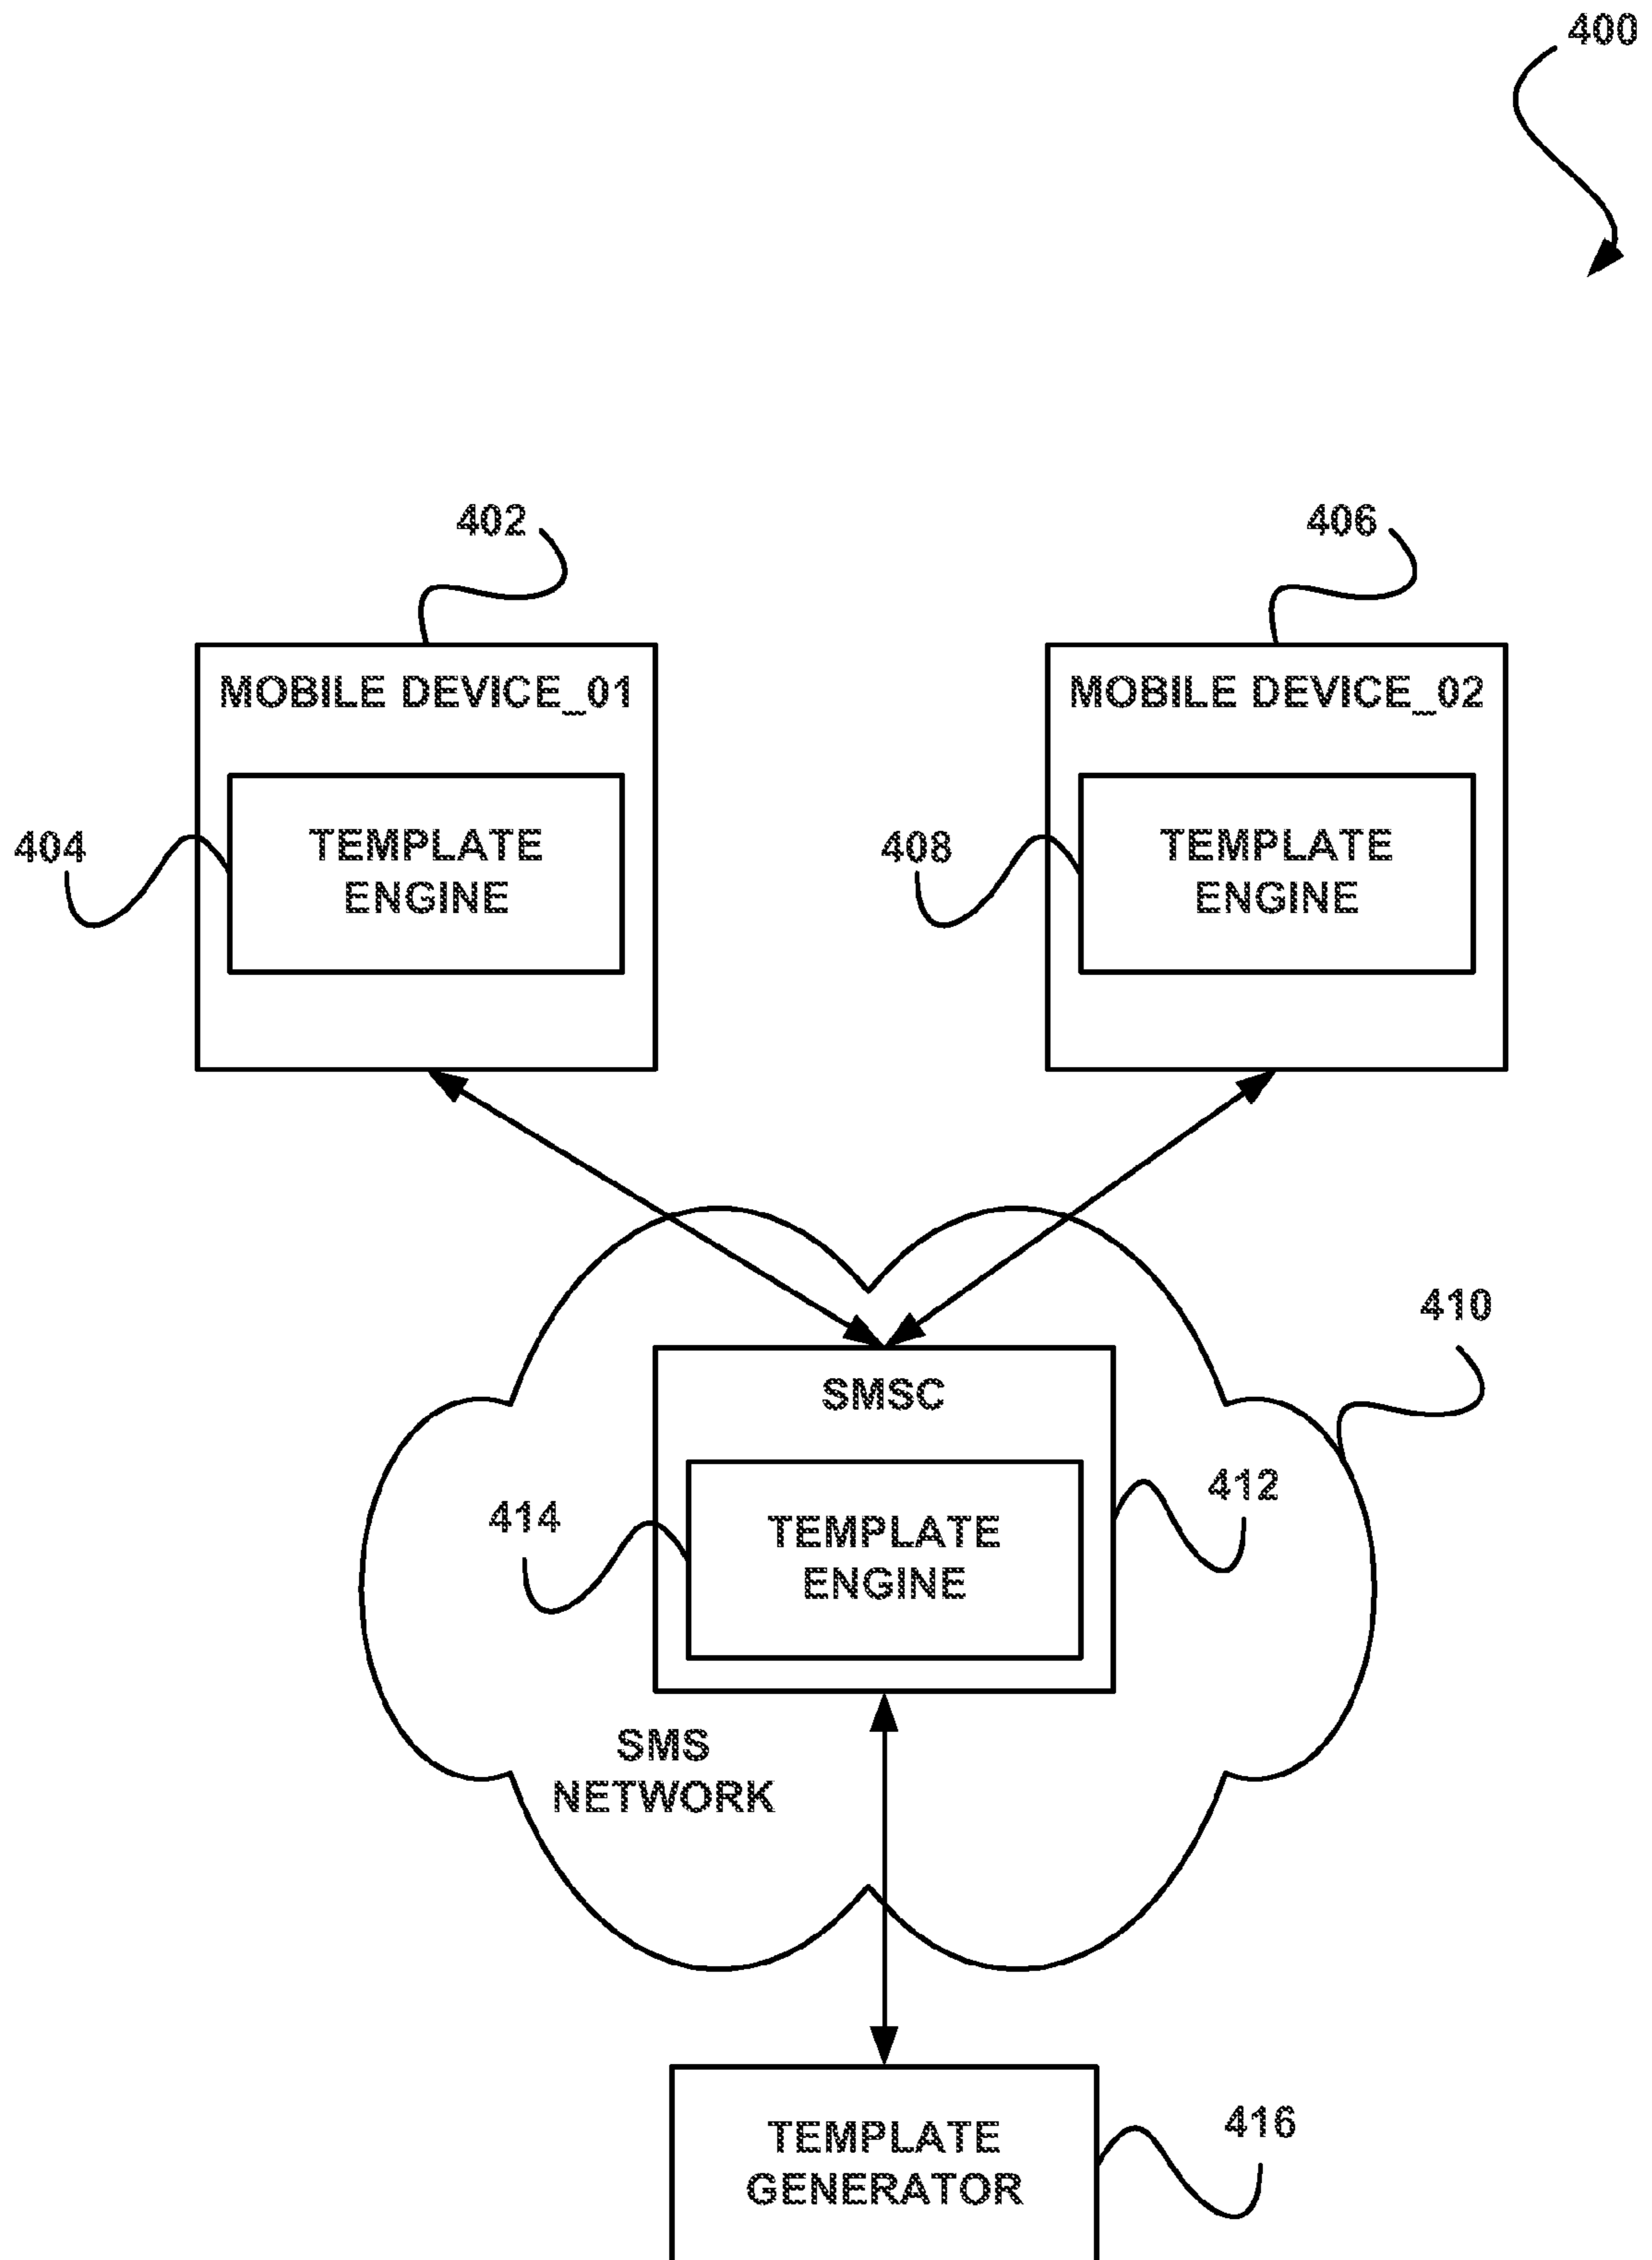 400
402
406
MOBILE DEVICE_01
MOBILE DEVICE_02
404
TEMPLATE
ENGINE
408
TEMPLATE
ENGINE
410
SMSC
412
414
TEMPLATE
ENGINE
SMS
NETWORK
416
TEMPLATE
GENERATOR